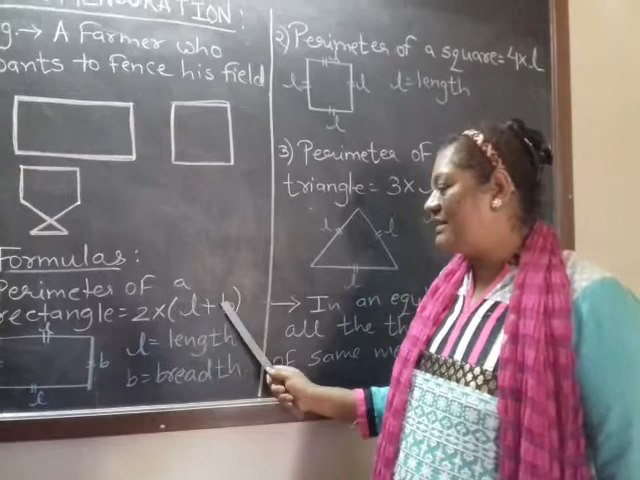 MENSURATION:
Eg.→ A Farmer who
wants to fence his field
Formulas:
Perimeter of a
rectangle = 2×(l+b)
l
b
l
l = length
b = breadth
2) Perimeter of a square = 4×l
l
l
l
l
l = length
3) Perimeter of
triangle = 3×
l
l
l
→ In an equ
all the th
of same me